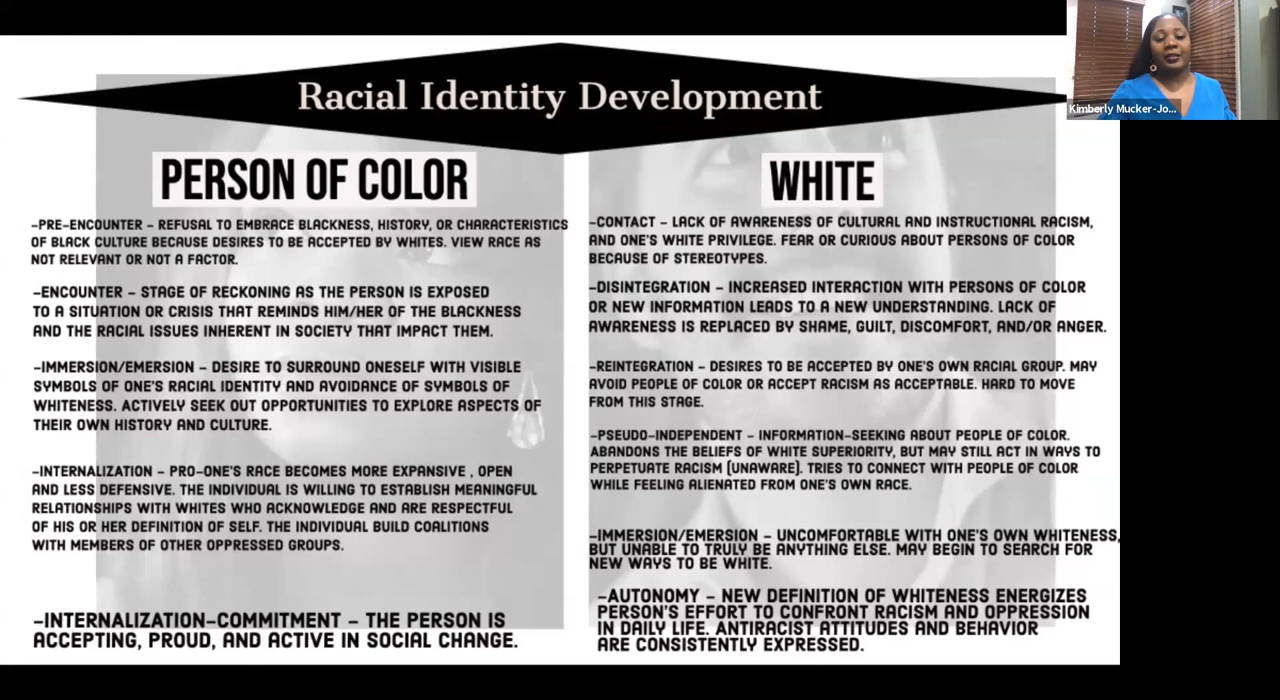 Racial Identity Development
Kimberly Mucker-Jo...
PERSON OF COLOR
-PRE-ENCOUNTER - REFUSAL TO EMBRACE BLACKNESS, HISTORY, OR CHARACTERISTICS
OF BLACK CULTURE BECAUSE DESIRES TO BE ACCEPTED BY WHITES. VIEW RACE AS
NOT RELEVANT OR NOT A FACTOR.
-ENCOUNTER - STAGE OF RECKONING AS THE PERSON IS EXPOSED
TO A SITUATION OR CRISIS THAT REMINDS HIM/HER OF THE BLACKNESS
AND THE RACIAL ISSUES INHERENT IN SOCIETY THAT IMPACT THEM.
-IMMERSION/EMERSION - DESIRE TO SURROUND ONESELF WITH VISIBLE
SYMBOLS OF ONE'S RACIAL IDENTITY AND AVOIDANCE OF SYMBOLS OF
WHITENESS. ACTIVELY SEEK OUT OPPORTUNITIES TO EXPLORE ASPECTS OF
THEIR OWN HISTORY AND CULTURE.
-INTERNALIZATION - PRO-ONE'S RACE BECOMES MORE EXPANSIVE , OPEN
AND LESS DEFENSIVE. THE INDIVIDUAL IS WILLING TO ESTABLISH MEANINGFUL
RELATIONSHIPS WITH WHITES WHO ACKNOWLEDGE AND ARE RESPECTFUL
OF HIS OR HER DEFINITION OF SELF. THE INDIVIDUAL BUILD COALITIONS
WITH MEMBERS OF OTHER OPPRESSED GROUPS.
-INTERNALIZATION-COMMITMENT - THE PERSON IS
ACCEPTING, PROUD, AND ACTIVE IN SOCIAL CHANGE.
WHITE
-CONTACT - LACK OF AWARENESS OF CULTURAL AND INSTRUCTIONAL RACISM,
AND ONE'S WHITE PRIVILEGE. FEAR OR CURIOUS ABOUT PERSONS OF COLOR
BECAUSE OF STEREOTYPES.
-DISINTEGRATION - INCREASED INTERACTION WITH PERSONS OF COLOR
OR NEW INFORMATION LEADS TO A NEW UNDERSTANDING. LACK OF
AWARENESS IS REPLACED BY SHAME, GUILT, DISCOMFORT, AND/OR ANGER.
-REINTEGRATION - DESIRES TO BE ACCEPTED BY ONE'S OWN RACIAL GROUP. MAY
AVOID PEOPLE OF COLOR OR ACCEPT RACISM AS ACCEPTABLE. HARD TO MOVE
FROM THIS STAGE.
-PSEUDO-INDEPENDENT - INFORMATION-SEEKING ABOUT PEOPLE OF COLOR.
ABANDONS THE BELIEFS OF WHITE SUPERIORITY, BUT MAY STILL ACT IN WAYS TO
PERPETUATE RACISM (UNAWARE). TRIES TO CONNECT WITH PEOPLE OF COLOR
WHILE FEELING ALIENATED FROM ONE'S OWN RACE.
-IMMERSION/EMERSION - UNCOMFORTABLE WITH ONE'S OWN WHITENESS,
BUT UNABLE TO TRULY BE ANYTHING ELSE. MAY BEGIN TO SEARCH FOR
NEW WAYS TO BE WHITE.
-AUTONOMY - NEW DEFINITION OF WHITENESS ENERGIZES
PERSON'S EFFORT TO CONFRONT RACISM AND OPPRESSION
IN DAILY LIFE. ANTIRACIST ATTITUDES AND BEHAVIOR
ARE CONSISTENTLY EXPRESSED.